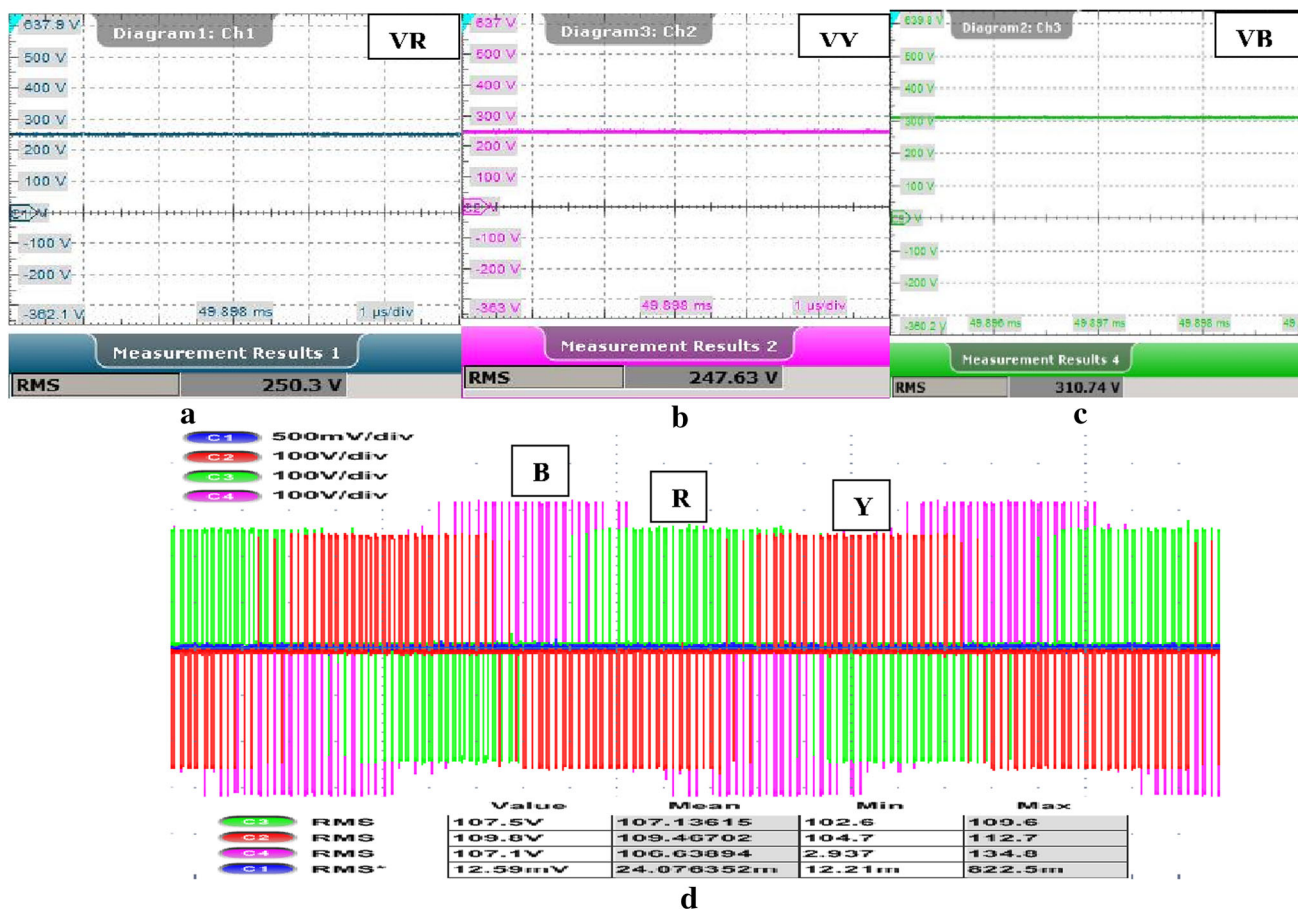 637.9 V
Diagram1: Ch1
VR
500 V
400 V
300 V
200 V
100 V
C1 V
-100 V
-200 V
-362.1 V
49.898 ms
1 µs/div
Measurement Results 1
RMS 250.3 V
a
637 V
Diagram3: Ch2
VY
500 V
400 V
300 V
200 V
100 V
-100 V
-200 V
-363 V
49.898 ms
1 µs/div
Measurement Results 2
RMS 247.63 V
b
639.8 V
Diagram2: Ch3
VB
500 V
400 V
300 V
200 V
100 V
-100 V
-200 V
-360.2 V
49.896 ms
49.897 ms
49.898 ms
49
Measurement Results 4
RMS 310.74 V
c
C1 500mV/div
C2 100V/div
C3 100V/div
C4 100V/div
B
R
Y
Value Mean Min Max
C3 RMS 107.5V 107.13615 102.6 109.6
C2 RMS 109.8V 109.46702 104.7 112.7
C4 RMS 107.1V 106.63894 2.937 134.8
C1 RMS* 12.59mV 24.076352m 12.21m 822.5m
d